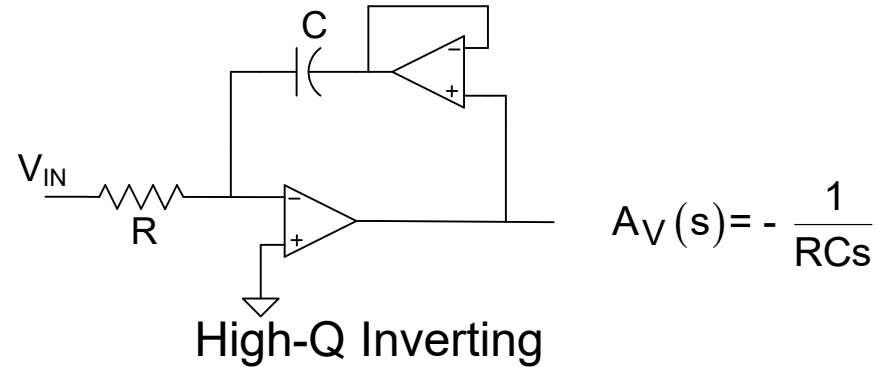 C
V_IN
R
−
+
−
+
A_V(s)= - 1/RCs
High-Q Inverting